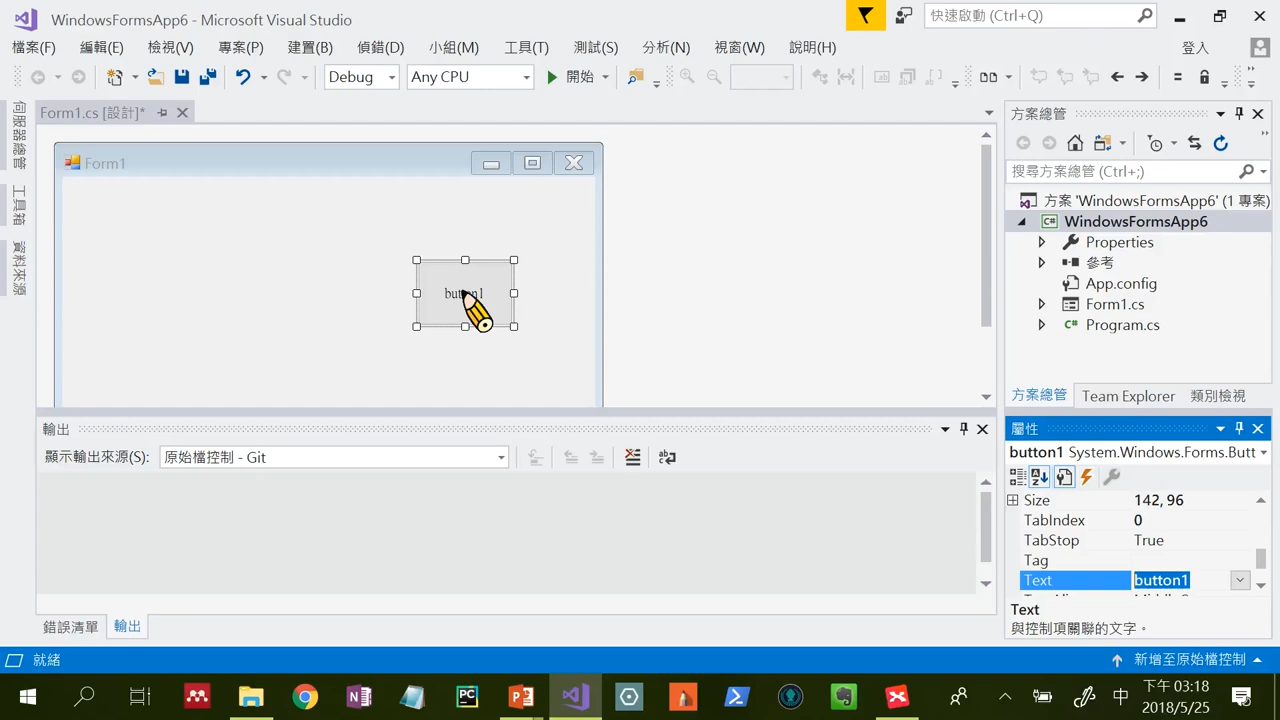 WindowsFormsApp6 - Microsoft Visual Studio
快速啟動 (Ctrl+Q)
檔案(F) 編輯(E) 檢視(V) 專案(P) 建置(B) 偵錯(D) 小組(M) 工具(T) 測試(S) 分析(N) 視窗(W) 說明(H) 登入
Debug Any CPU 開始
伺服器總管
工具箱
資料來源
Form1.cs [設計]*
Form1
button1
方案總管
搜尋方案總管 (Ctrl+;)
方案 'WindowsFormsApp6' (1 專案)
C# WindowsFormsApp6
Properties
參考
App.config
Form1.cs
C# Program.cs
方案總管 Team Explorer 類別檢視
輸出
顯示輸出來源(S): 原始檔控制 - Git
屬性
button1 System.Windows.Forms.Butt
Size 142, 96
TabIndex 0
TabStop True
Tag
Text button1
Text
與控制項關聯的文字。
錯誤清單 輸出
就緒 新增至原始檔控制
中
下午 03:18
2018/5/25